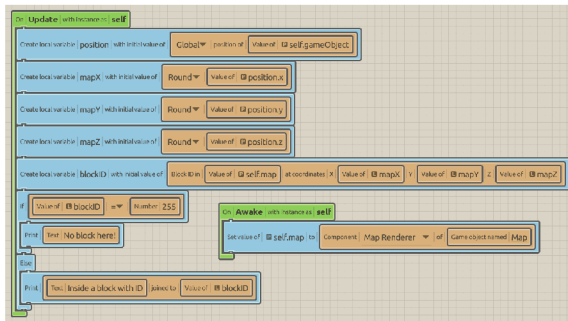 On Update with instance as self
Create local variable position with initial value of Global position of Value of self.gameObject
Create local variable mapX with initial value of Round Value of position.x
Create local variable mapY with initial value of Round Value of position.y
Create local variable mapZ with initial value of Round Value of position.z
Create local variable blockID with initial value of Block ID in Value of self.map at coordinates X Value of mapX Y Value of mapY Z Value of mapZ
If Value of blockID = Number 255
Print Text No block here!
Else
Print Text Inside a block with ID joined to Value of blockID
On Awake with instance as self
Set value of self.map to Component Map Renderer of Game object named Map